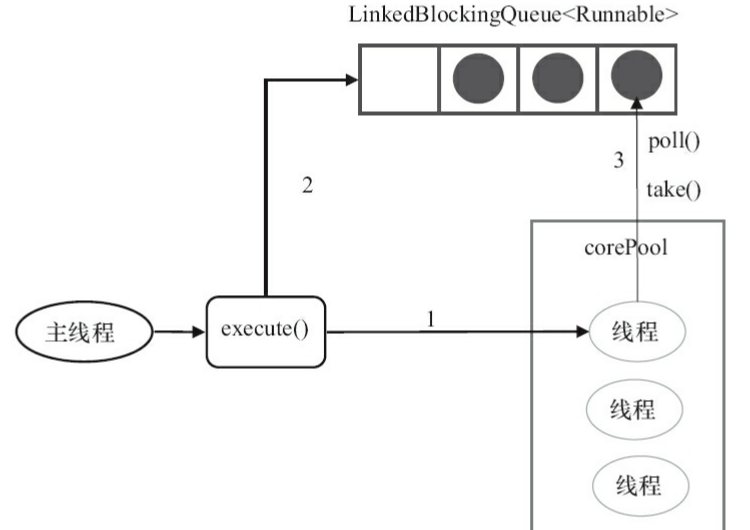 LinkedBlockingQueue<Runnable>
poll()
3
take()
2
corePool
主线程
execute()
1
线程
线程
线程